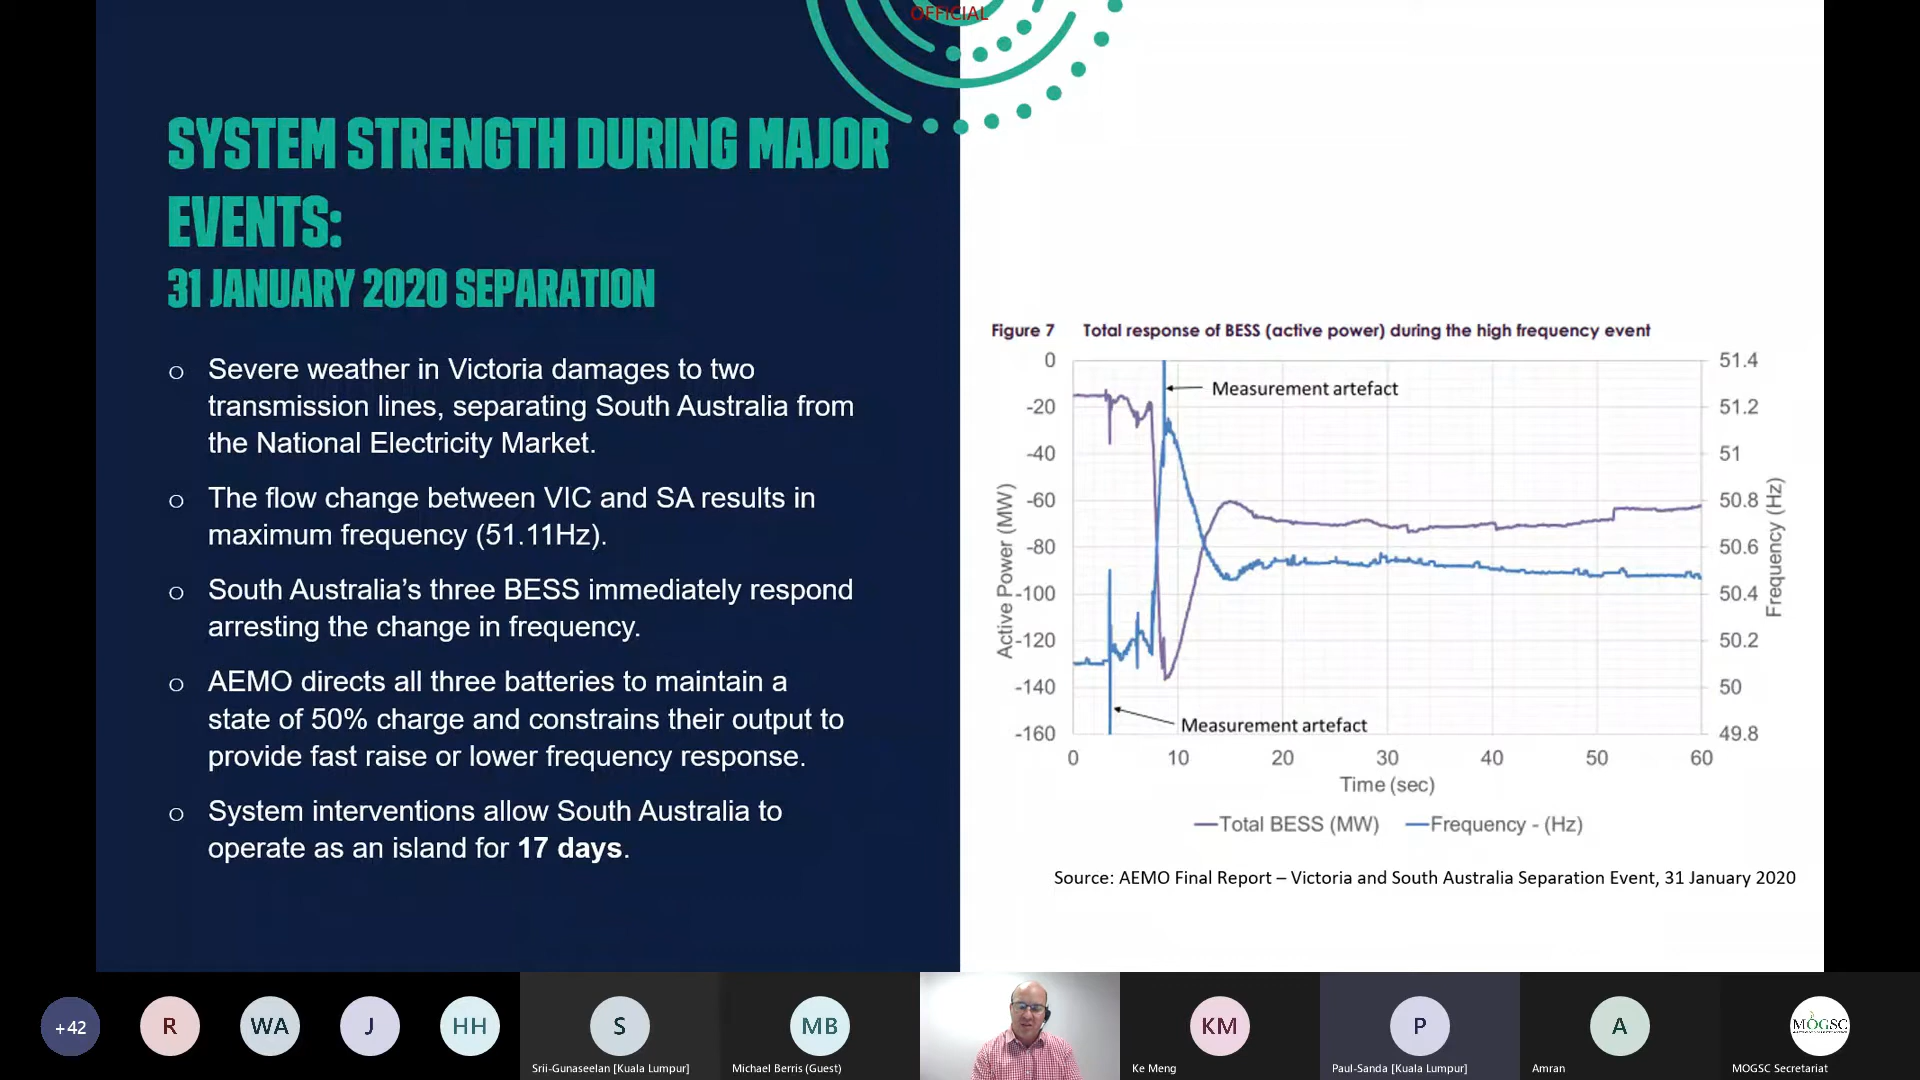 OFFICIAL
SYSTEM STRENGTH DURING MAJOR
EVENTS:
31 JANUARY 2020 SEPARATION
o Severe weather in Victoria damages to two
transmission lines, separating South Australia from
the National Electricity Market.
o The flow change between VIC and SA results in
maximum frequency (51.11Hz).
o South Australia's three BESS immediately respond
arresting the change in frequency.
o AEMO directs all three batteries to maintain a
state of 50% charge and constrains their output to
provide fast raise or lower frequency response.
o System interventions allow South Australia to
operate as an island for 17 days.
Figure 7 Total response of BESS (active power) during the high frequency event
0
-20
-40
-60
-80
-100
-120
-140
-160
Active Power (MW)
Measurement artefact
Measurement artefact
51.4
51.2
51
50.8
50.6
50.4
50.2
50
49.8
Frequency (Hz)
0 10 20 30 40 50 60
Time (sec)
Total BESS (MW) Frequency - (Hz)
Source: AEMO Final Report – Victoria and South Australia Separation Event, 31 January 2020
+42 R WA J HH S MB KM P A MOGSC
Srii-Gunaseelan [Kuala Lumpur] Michael Berris (Guest) Ke Meng Paul-Sanda [Kuala Lumpur] Amran MOGSC Secretariat